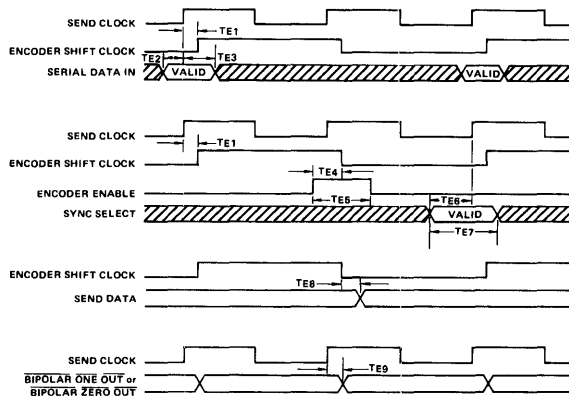 SEND CLOCK
TE1
ENCODER SHIFT CLOCK
TE2
TE3
SERIAL DATA IN
VALID
VALID
SEND CLOCK
TE1
ENCODER SHIFT CLOCK
TE4
ENCODER ENABLE
TE5
TE6
SYNC SELECT
VALID
TE7
ENCODER SHIFT CLOCK
TE8
SEND DATA
SEND CLOCK
TE9
BIPOLAR ONE OUT or
BIPOLAR ZERO OUT